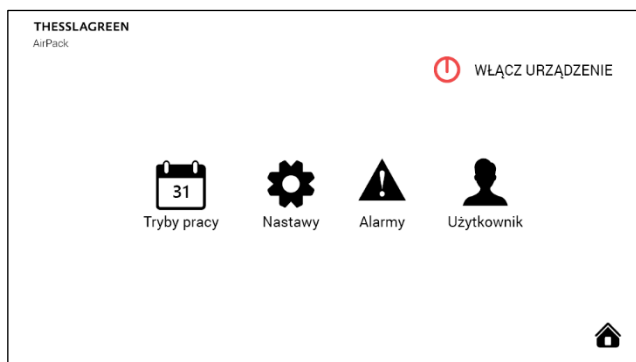 THESSLAGREEN
AirPack
WŁĄCZ URZĄDZENIE
31
Tryby pracy
Nastawy
Alarmy
Użytkownik